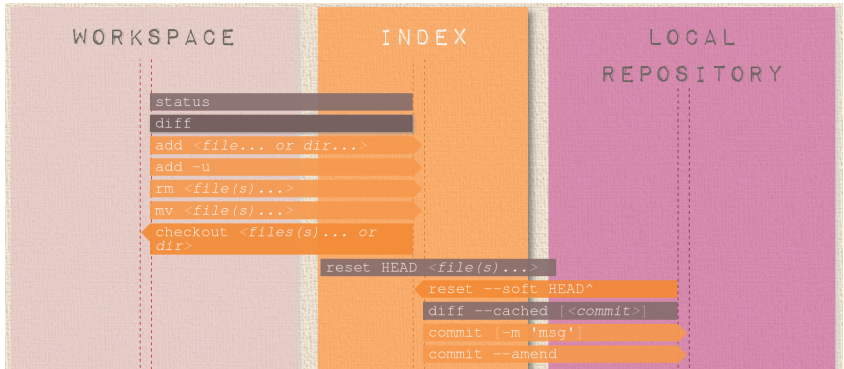 WORKSPACE
INDEX
LOCAL
REPOSITORY
status
diff
add <file... or dir...>
add -u
rm <file(s)...>
mv <file(s)...>
checkout <files(s)... or
dir>
reset HEAD <file(s)...>
reset --soft HEAD^
diff --cached [<commit>]
commit [-m 'msg']
commit --amend